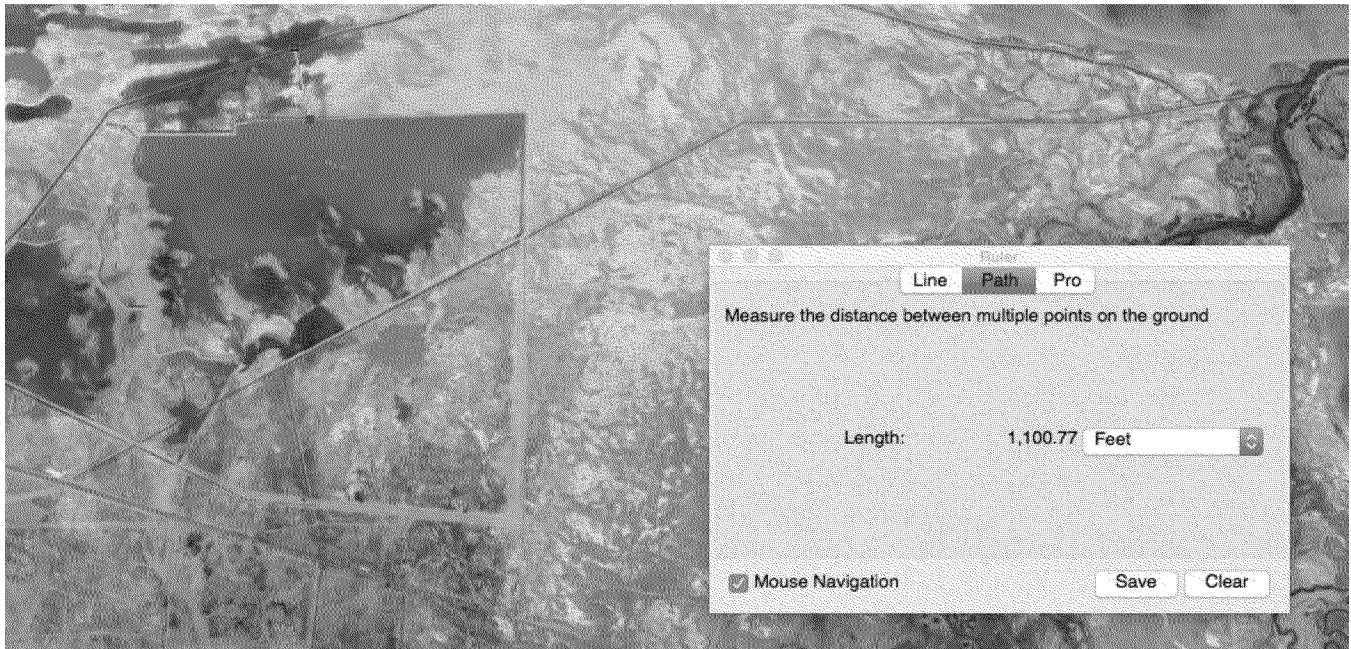 Ruler
Line Path Pro
Measure the distance between multiple points on the ground
Length: 1,100.77 Feet
Mouse Navigation Save Clear